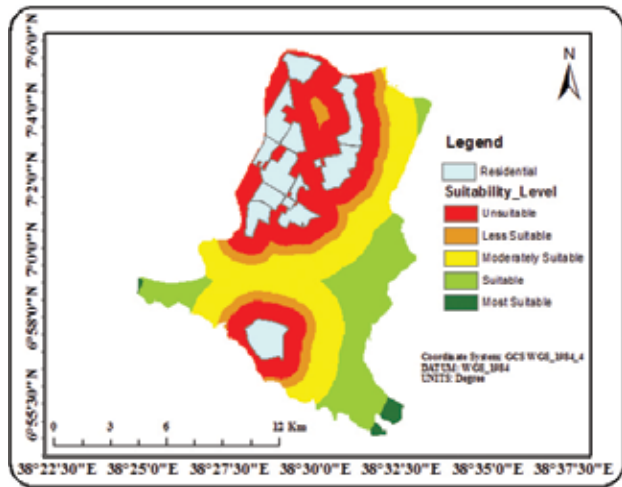 7°6'0"N
7°4'0"N
7°2'0"N
7°0'0"N
6°58'0"N
6°55'30"N
N
Legend
Residential
Suitability_Level
Unsuitable
Less Suitable
Moderately Suitable
Suitable
Most Suitable
Coordinate System: GCS WGS_1984_4
DATUM: WGS_1984
UNITS: Degree
0 3 6 12 Km
38°22'30"E 38°25'0"E 38°27'30"E 38°30'0"E 38°32'30"E 38°35'0"E 38°37'30"E